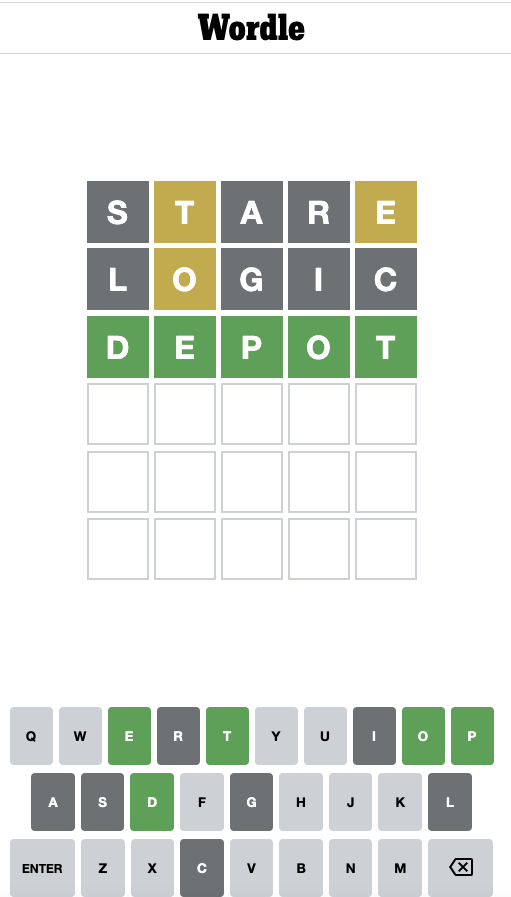 Wordle
S T A R E
L O G I C
D E P O T
Q W E R T Y U I O P
A S D F G H J K L
ENTER Z X C V B N M